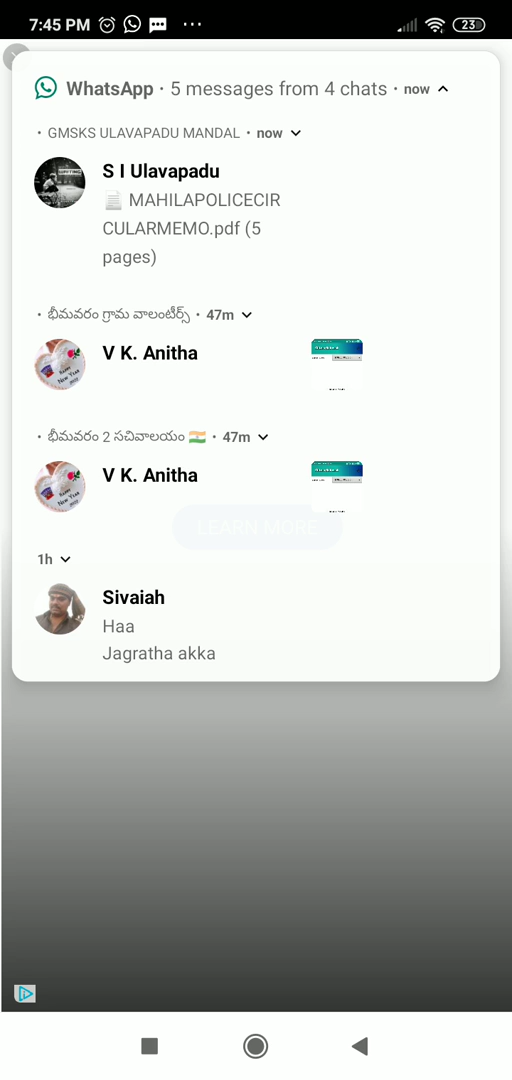 7:45 PM ... 23
WhatsApp · 5 messages from 4 chats · now
· GMSKS ULAVAPADU MANDAL · now
S I Ulavapadu
MAHILAPOLICECIR
CULARMEMO.pdf (5
pages)
· భీమవరం గ్రామ వాలంటీర్స్ · 47m
V K. Anitha
· భీమవరం 2 సచివాలయం 🇮🇳 · 47m
V K. Anitha
LEARN MORE
1h
Sivaiah
Haa
Jagratha akka